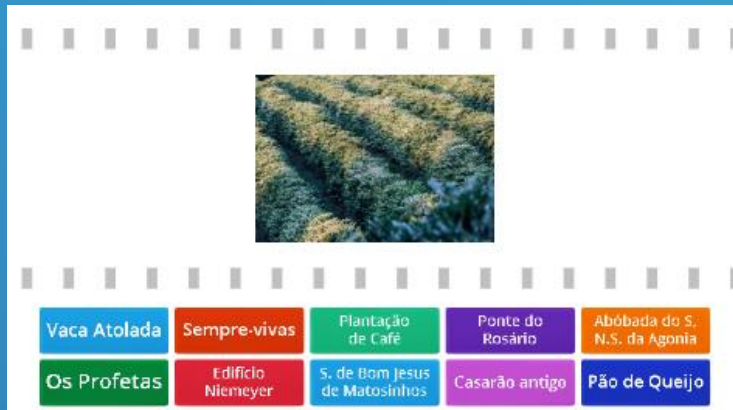 Vaca Atolada
Sempre-vivas
Plantação
de Café
Ponte do
Rosário
Abóbada do S.
N.S. da Agonia
Os Profetas
Edifício
Niemeyer
S. de Bom Jesus
de Matosinhos
Casarão antigo
Pão de Queijo